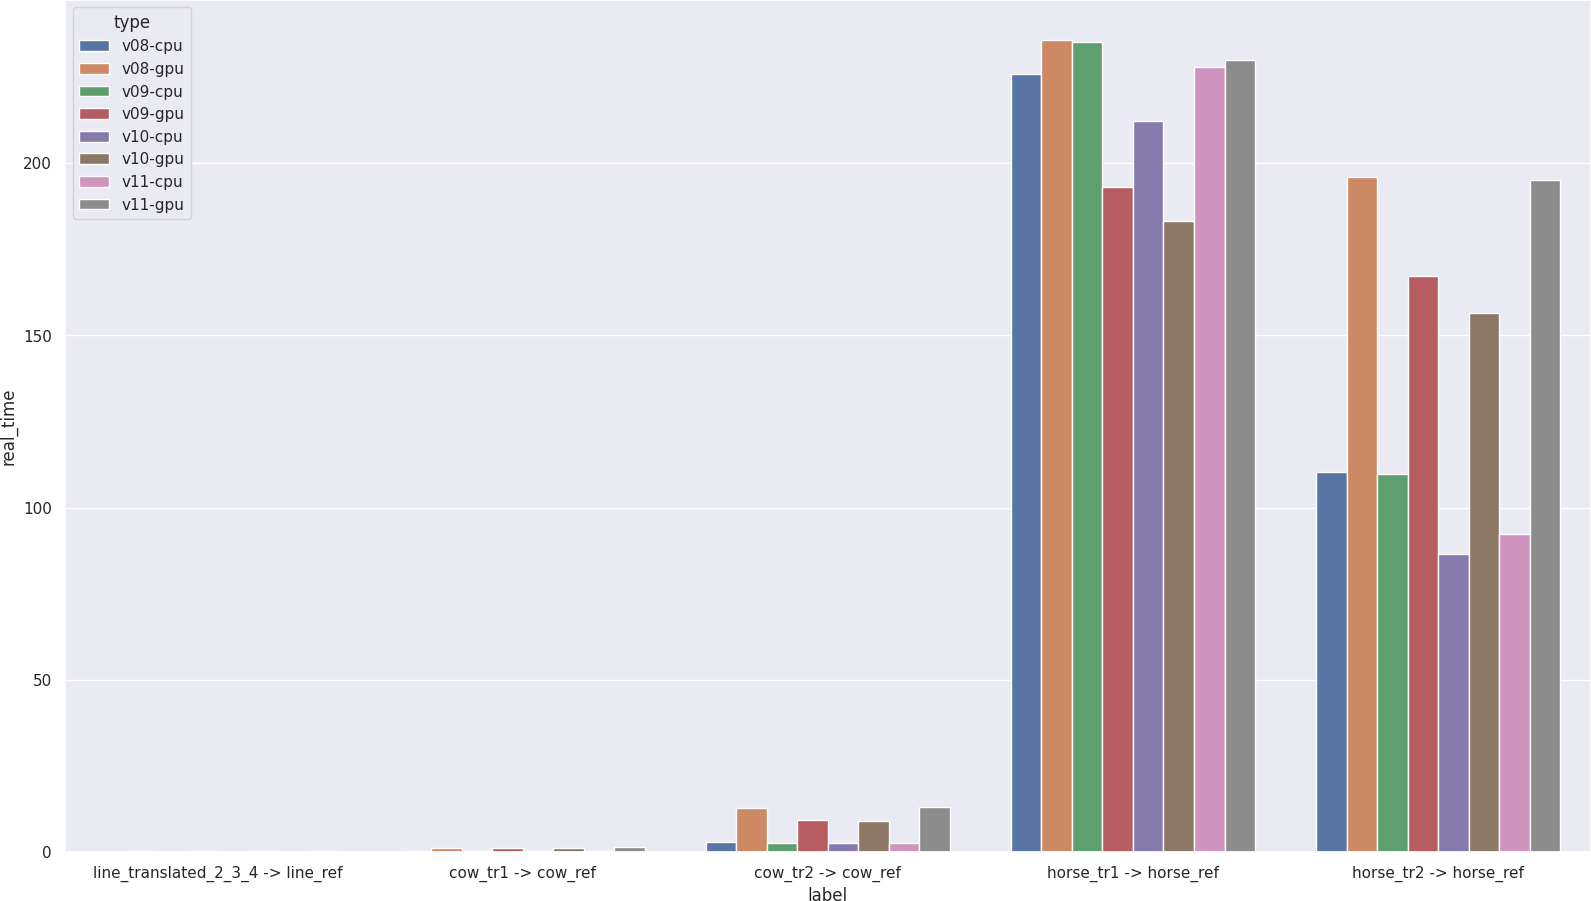 type
v08-cpu
v08-gpu
v09-cpu
v09-gpu
v10-cpu
v10-gpu
v11-cpu
v11-gpu
real_time
200
150
100
50
0
line_translated_2_3_4 -> line_ref
cow_tr1 -> cow_ref
cow_tr2 -> cow_ref
horse_tr1 -> horse_ref
horse_tr2 -> horse_ref
label